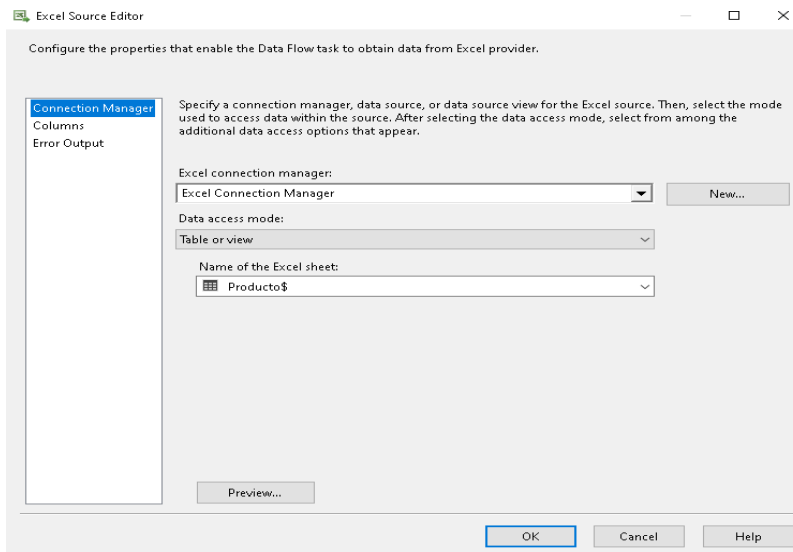 Excel Source Editor
Configure the properties that enable the Data Flow task to obtain data from Excel provider.
Connection Manager
Columns
Error Output
Specify a connection manager, data source, or data source view for the Excel source. Then, select the mode
used to access data within the source. After selecting the data access mode, select from among the
additional data access options that appear.
Excel connection manager:
Excel Connection Manager
New...
Data access mode:
Table or view
Name of the Excel sheet:
Producto$
Preview...
OK
Cancel
Help